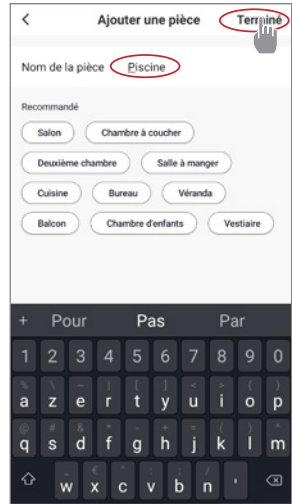 Ajouter une pièce Terminé
Nom de la pièce Piscine
Recommandé
Salon Chambre à coucher
Deuxième chambre Salle à manger
Cuisine Bureau Véranda
Balcon Chambre d'enfants Vestiaire
+ Pour Pas Par
1 2 3 4 5 6 7 8 9 0
a z e r t y u i o p
q s d f g h j k l m
w x c v b n '